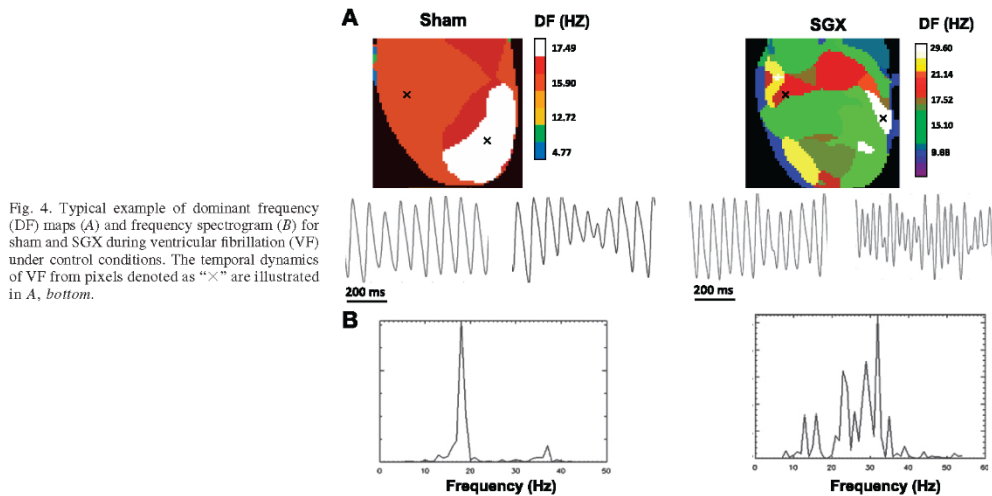 A
Sham
DF (HZ)
17.49
15.90
12.72
4.77
SGX
DF (HZ)
29.60
21.14
17.52
15.10
9.68
×
×
×
×
Fig. 4. Typical example of dominant frequency
(DF) maps (A) and frequency spectrogram (B) for
sham and SGX during ventricular fibrillation (VF)
under control conditions. The temporal dynamics
of VF from pixels denoted as “×” are illustrated
in A, bottom.
200 ms
200 ms
B
0 10 20 30 40 50
Frequency (Hz)
0 10 20 30 40 50 60
Frequency (Hz)